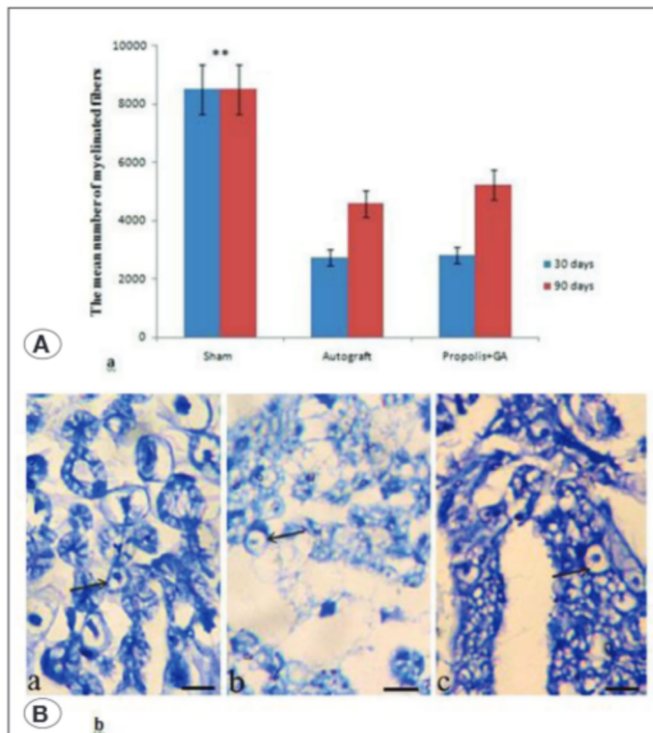 The mean number of myelinated fibers
10000
8000
6000
4000
2000
0
**
30 days
90 days
Sham
Autograft
Propolis+GA
A
a
a
b
c
B
b